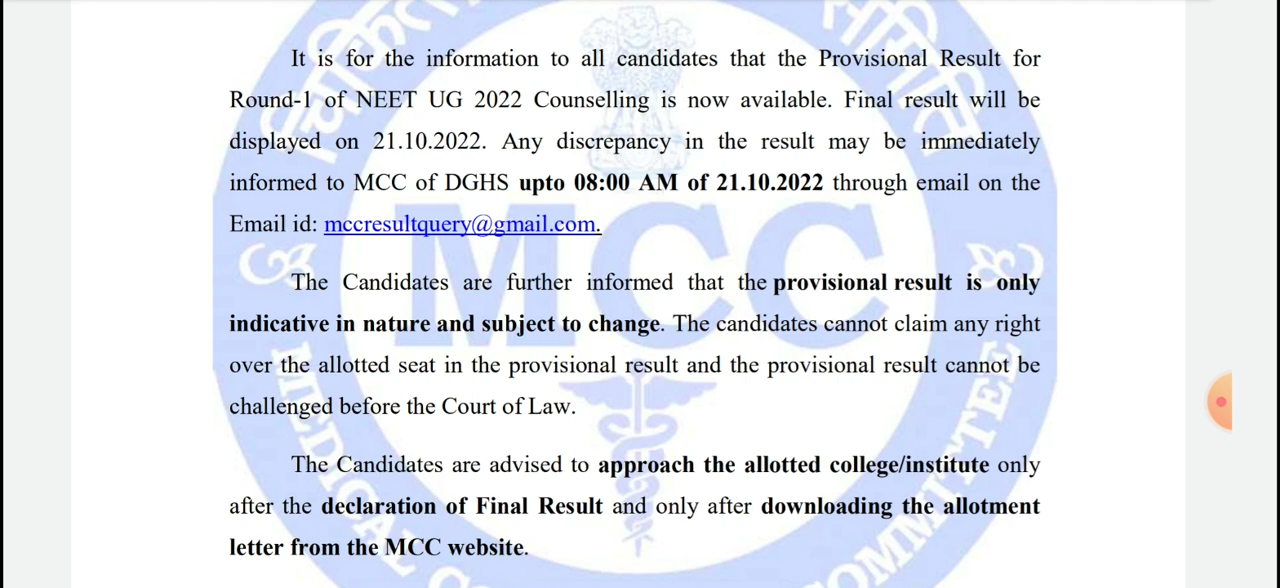 It is for the information to all candidates that the Provisional Result for
Round-1 of NEET UG 2022 Counselling is now available. Final result will be
displayed on 21.10.2022. Any discrepancy in the result may be immediately
informed to MCC of DGHS upto 08:00 AM of 21.10.2022 through email on the
Email id: mccresultquery@gmail.com.
The Candidates are further informed that the provisional result is only
indicative in nature and subject to change. The candidates cannot claim any right
over the allotted seat in the provisional result and the provisional result cannot be
challenged before the Court of Law.
The Candidates are advised to approach the allotted college/institute only
after the declaration of Final Result and only after downloading the allotment
letter from the MCC website.
MCC
MEDICAL
COMMITTEE